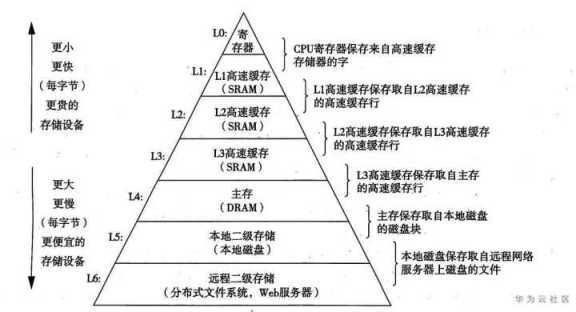 更小
更快
（每字节）
更贵的
存储设备
更大
更慢
（每字节）
更便宜的
存储设备
L0:
寄
存器
L1:
L1高速缓存
（SRAM）
L2:
L2高速缓存
（SRAM）
L3:
L3高速缓存
（SRAM）
L4:
主存
（DRAM）
L5:
本地二级存储
（本地磁盘）
L6:
远程二级存储
（分布式文件系统，Web服务器）
CPU寄存器保存来自高速缓存
存储器的字
L1高速缓存保存取自L2高速缓存
的高速缓存行
L2高速缓存保存取自L3高速缓存
的高速缓存行
L3高速缓存保存取自主存
的高速缓存行
主存保存取自本地磁盘
的磁盘块
本地磁盘保存取自远程网络
服务器上磁盘的文件
华为云社区